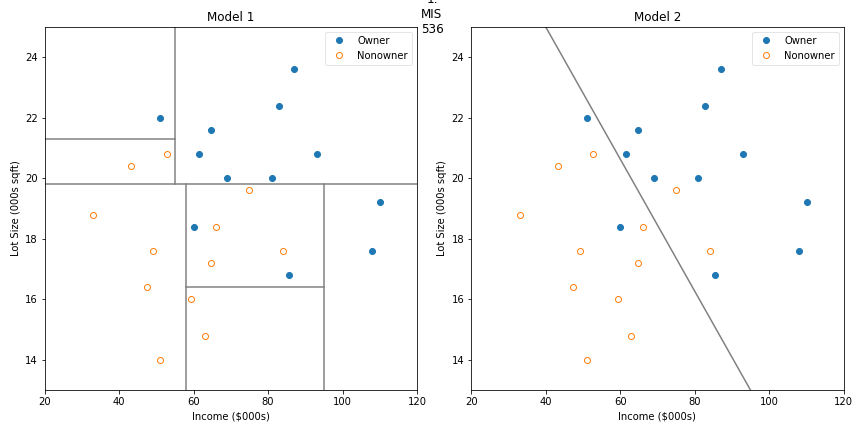 1.
MIS
536
Model 1
Owner
Nonowner
24
22
20
18
16
14
Lot Size (000s sqft)
20
40
60
80
100
120
Income ($000s)
Model 2
Owner
Nonowner
24
22
20
18
16
14
Lot Size (000s sqft)
20
40
60
80
100
120
Income ($000s)